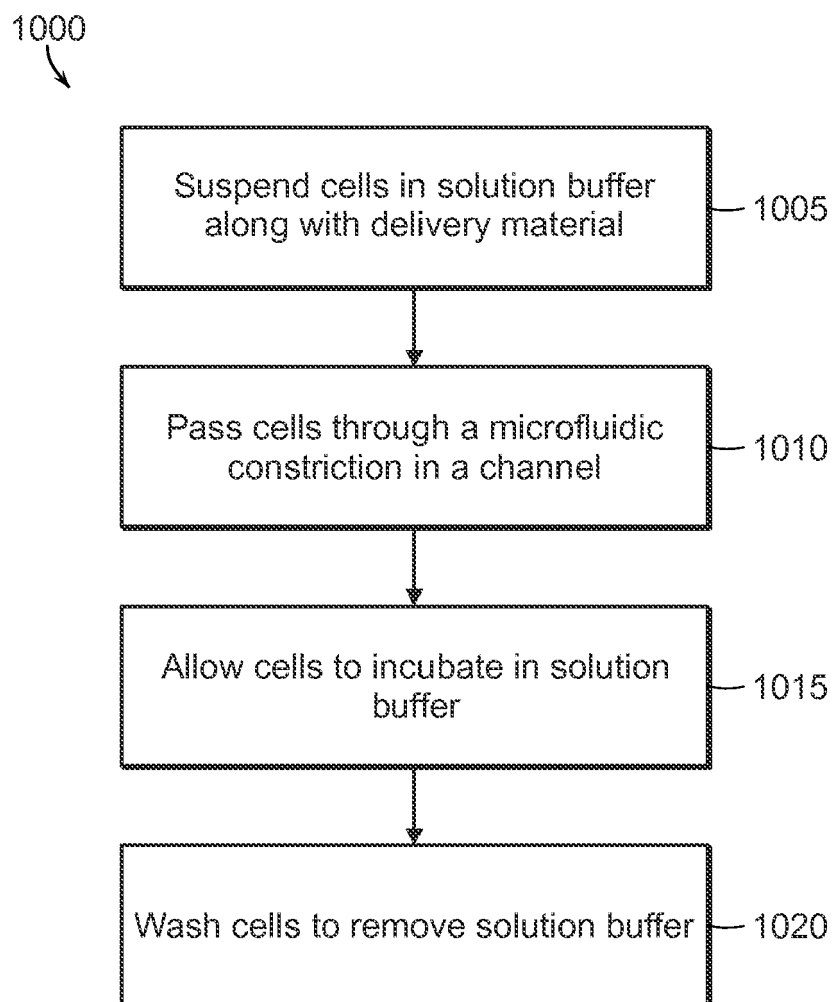 1000
Suspend cells in solution buffer
along with delivery material
1005
Pass cells through a microfluidic
constriction in a channel
1010
Allow cells to incubate in solution
buffer
1015
Wash cells to remove solution buffer
1020